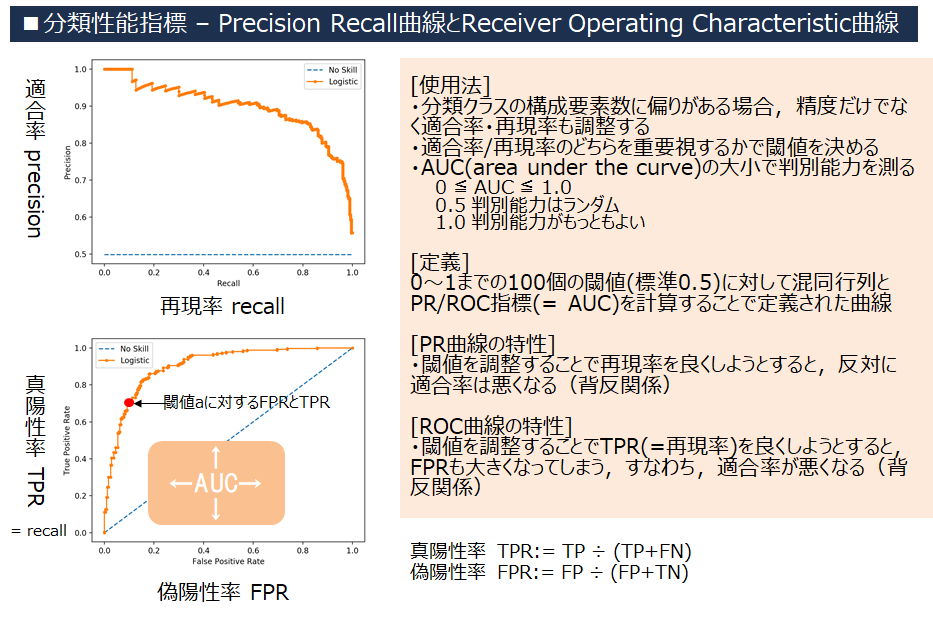 ■分類性能指標 – Precision Recall曲線とReceiver Operating Characteristic曲線
適合率 precision
Precision
1.0
0.9
0.8
0.7
0.6
0.5
No Skill
Logistic
0.0
0.2
0.4
0.6
0.8
1.0
Recall
再現率 recall
真陽性率 TPR
= recall
True Positive Rate
1.0
0.8
0.6
0.4
0.2
0.0
No Skill
Logistic
閾値aに対するFPRとTPR
AUC
0.0
0.2
0.4
0.6
0.8
1.0
False Positive Rate
偽陽性率 FPR
[使用法]
・分類クラスの構成要素数に偏りがある場合，精度だけでな
く適合率・再現率も調整する
・適合率/再現率のどちらを重要視するかで閾値を決める
・AUC(area under the curve)の大小で判別能力を測る
0 ≦ AUC ≦ 1.0
0.5 判別能力はランダム
1.0 判別能力がもっともよい
[定義]
0～1までの100個の閾値(標準0.5)に対して混同行列と
PR/ROC指標(= AUC)を計算することで定義された曲線
[PR曲線の特性]
・閾値を調整することで再現率を良くしようとすると，反対に
適合率は悪くなる（背反関係）
[ROC曲線の特性]
・閾値を調整することでTPR(=再現率)を良くしようとすると，
FPRも大きくなってしまう，すなわち，適合率が悪くなる（背
反関係）
真陽性率 TPR:= TP ÷ (TP+FN)
偽陽性率 FPR:= FP ÷ (FP+TN)